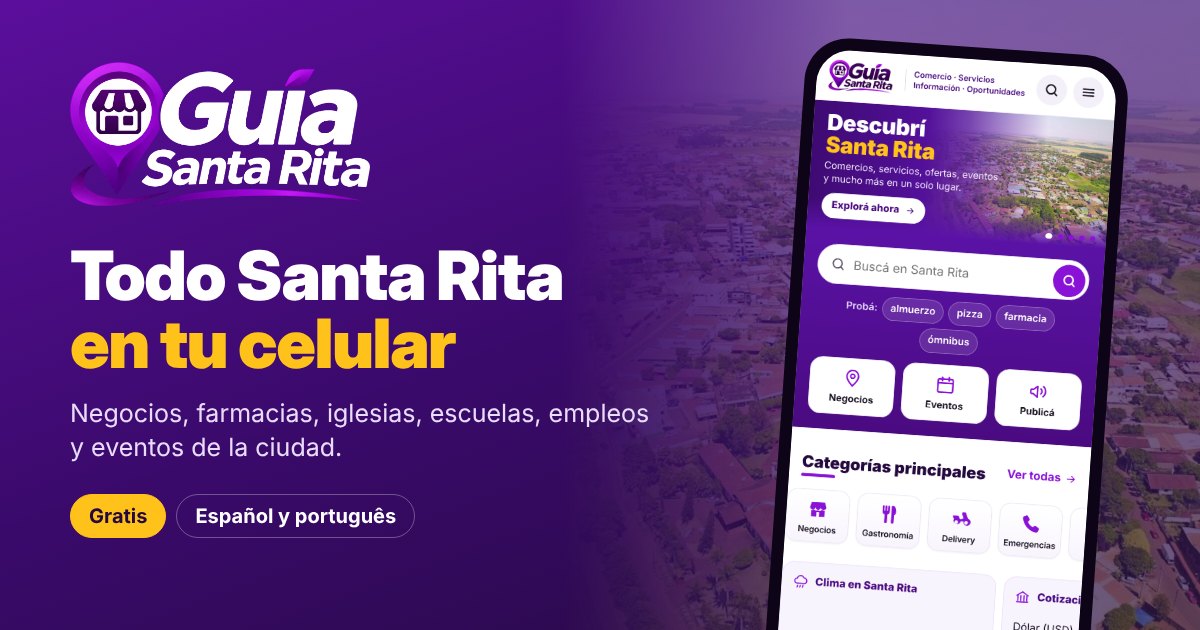 Guía
Santa Rita
Todo Santa Rita
en tu celular
Negocios, farmacias, iglesias, escuelas, empleos
y eventos de la ciudad.
Gratis
Español y português
Guía
Santa Rita
Comercio · Servicios
Información · Oportunidades
Descubrí
Santa Rita
Comercios, servicios, ofertas, eventos
y mucho más en un solo lugar.
Explorá ahora →
Buscá en Santa Rita
Probá: almuerzo pizza farmacia
ómnibus
Negocios Eventos Publicá
Categorías principales Ver todas →
Negocios Gastronomía Delivery Emergencias
Clima en Santa Rita Cotizaci
Dólar (USD)